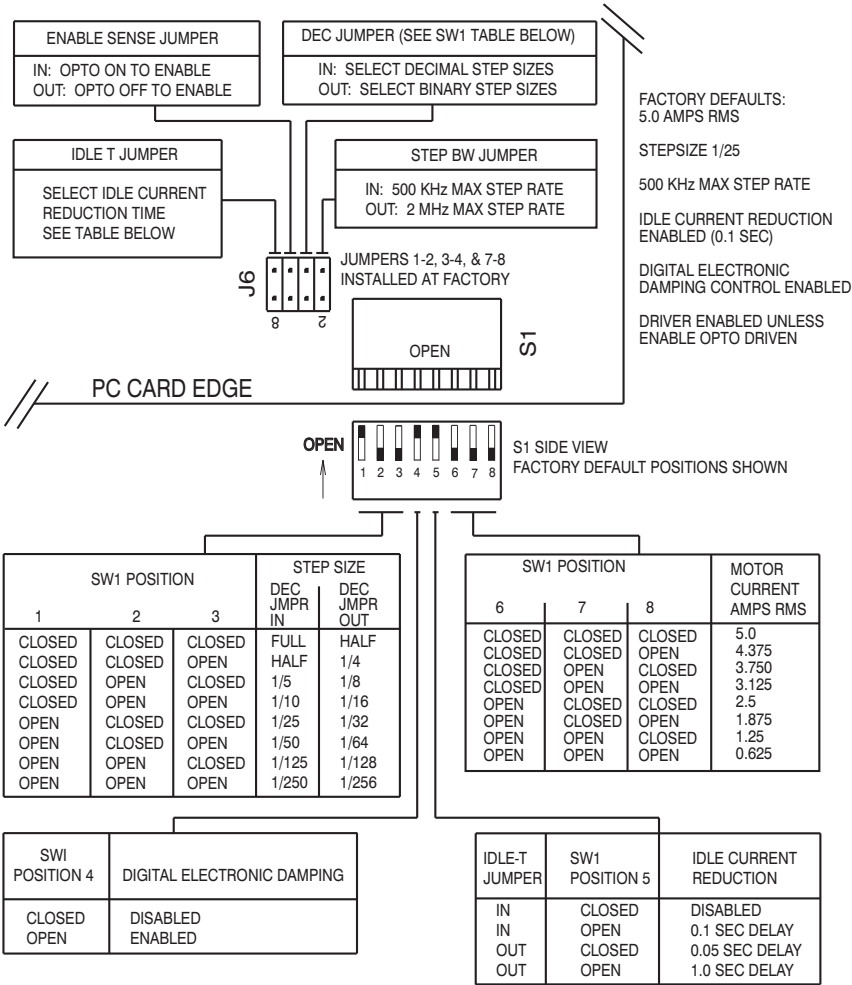 ENABLE SENSE JUMPER
IN: OPTO ON TO ENABLE
OUT: OPTO OFF TO ENABLE
DEC JUMPER (SEE SW1 TABLE BELOW)
IN: SELECT DECIMAL STEP SIZES
OUT: SELECT BINARY STEP SIZES
IDLE T JUMPER
SELECT IDLE CURRENT
REDUCTION TIME
SEE TABLE BELOW
STEP BW JUMPER
IN: 500 KHz MAX STEP RATE
OUT: 2 MHz MAX STEP RATE
FACTORY DEFAULTS:
5.0 AMPS RMS
STEPSIZE 1/25
500 KHz MAX STEP RATE
IDLE CURRENT REDUCTION
ENABLED (0.1 SEC)
DIGITAL ELECTRONIC
DAMPING CONTROL ENABLED
DRIVER ENABLED UNLESS
ENABLE OPTO DRIVEN
J6
8 2
JUMPERS 1-2, 3-4, & 7-8
INSTALLED AT FACTORY
OPEN
S1
PC CARD EDGE
OPEN
1 2 3 4 5 6 7 8
S1 SIDE VIEW
FACTORY DEFAULT POSITIONS SHOWN
SW1 POSITION STEP SIZE
1 2 3 DEC JMPR IN DEC JMPR OUT
CLOSED CLOSED CLOSED FULL HALF
CLOSED CLOSED OPEN HALF 1/4
CLOSED OPEN CLOSED 1/5 1/8
CLOSED OPEN OPEN 1/10 1/16
OPEN CLOSED CLOSED 1/25 1/32
OPEN CLOSED OPEN 1/50 1/64
OPEN OPEN CLOSED 1/125 1/128
OPEN OPEN OPEN 1/250 1/256
SW1 POSITION MOTOR CURRENT AMPS RMS
6 7 8
CLOSED CLOSED CLOSED 5.0
CLOSED CLOSED OPEN 4.375
CLOSED OPEN CLOSED 3.750
CLOSED OPEN OPEN 3.125
OPEN CLOSED CLOSED 2.5
OPEN CLOSED OPEN 1.875
OPEN OPEN CLOSED 1.25
OPEN OPEN OPEN 0.625
SWI POSITION 4 DIGITAL ELECTRONIC DAMPING
CLOSED DISABLED
OPEN ENABLED
IDLE-T JUMPER SW1 POSITION 5 IDLE CURRENT REDUCTION
IN CLOSED DISABLED
IN OPEN 0.1 SEC DELAY
OUT CLOSED 0.05 SEC DELAY
OUT OPEN 1.0 SEC DELAY